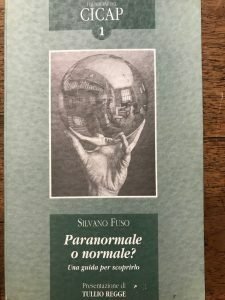 CICAP
1
SILVANO FUSO
Paranormale
o normale?
Una guida per scoprirlo
Presentazione di
TULLIO REGGE